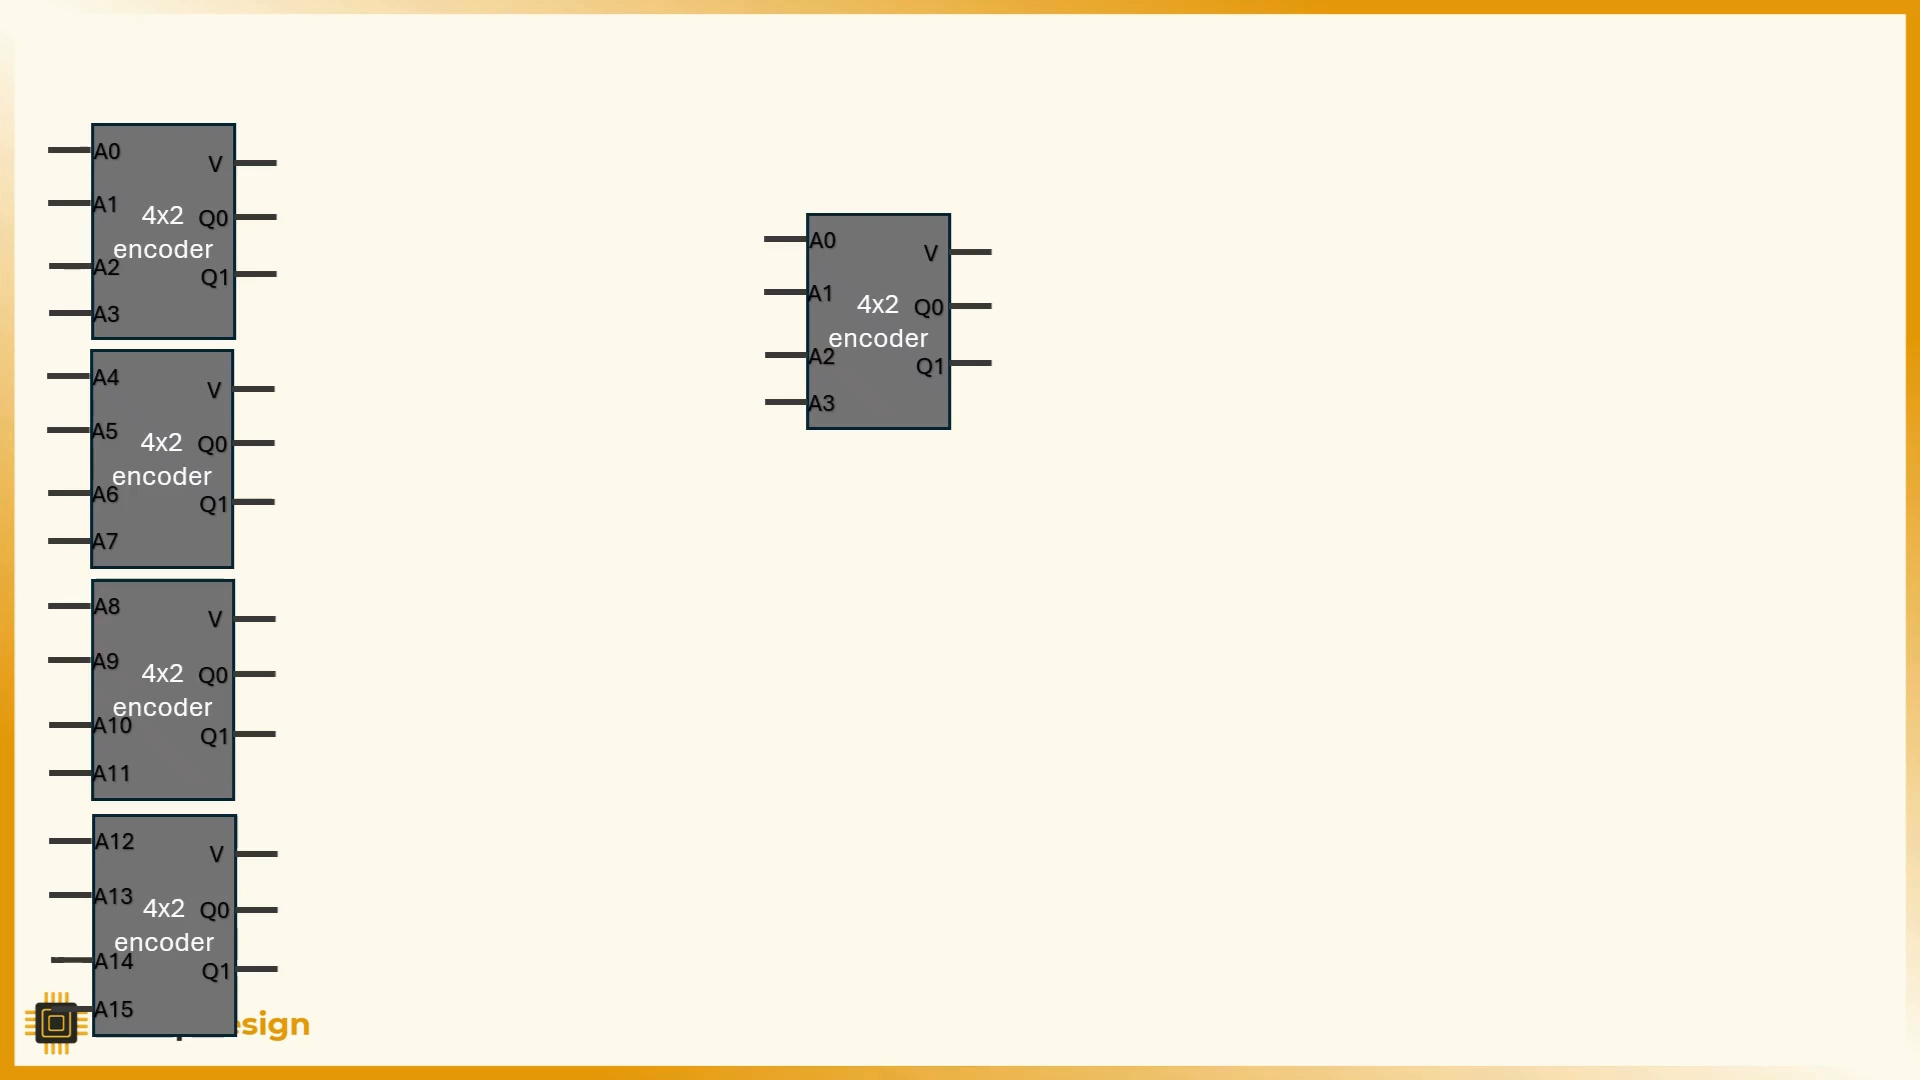 A0
V
A1
4x2
Q0
encoder
A2
Q1
A3
A4
V
A5
4x2
Q0
encoder
A6
Q1
A7
A8
V
A9
4x2
Q0
encoder
A10
Q1
A11
A12
V
A13
4x2
Q0
encoder
A14
Q1
A15
esign
A0
V
A1
4x2
Q0
encoder
A2
Q1
A3